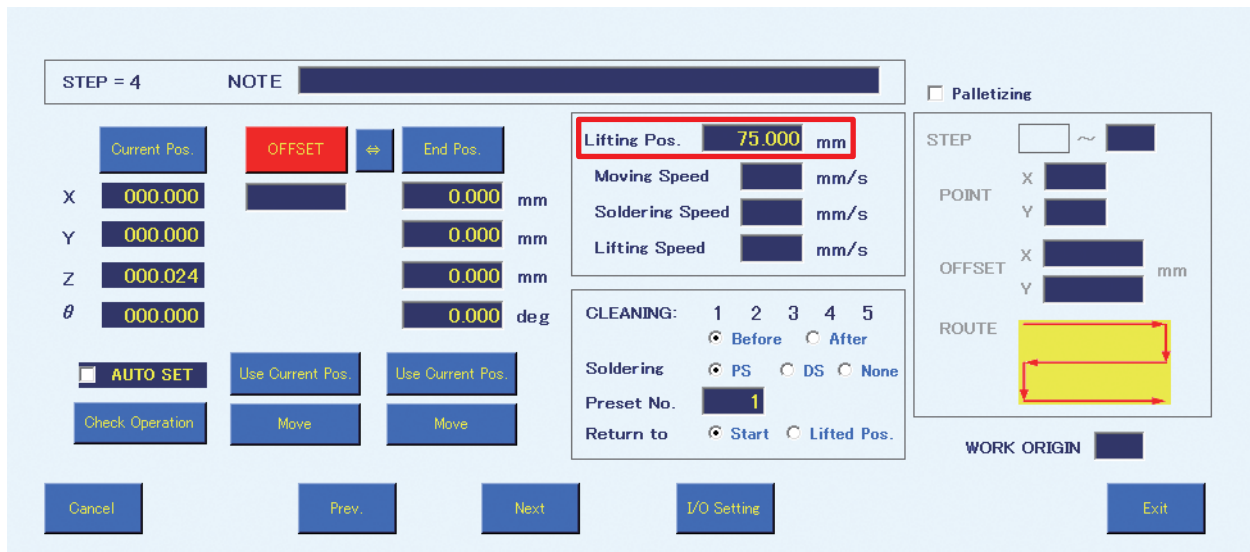 STEP = 4 NOTE
Palletizing
Current Pos. OFFSET ⇔ End Pos.
X 000.000 0.000 mm
Y 000.000 0.000 mm
Z 000.024 0.000 mm
θ 000.000 0.000 deg
AUTO SET Use Current Pos. Use Current Pos.
Check Operation Move Move
Lifting Pos. 75.000 mm
Moving Speed mm/s
Soldering Speed mm/s
Lifting Speed mm/s
CLEANING: 1 2 3 4 5
Before After
Soldering PS DS None
Preset No. 1
Return to Start Lifted Pos.
STEP ~
POINT X
Y
OFFSET X
Y mm
ROUTE
WORK ORIGIN
Cancel Prev. Next I/O Setting Exit